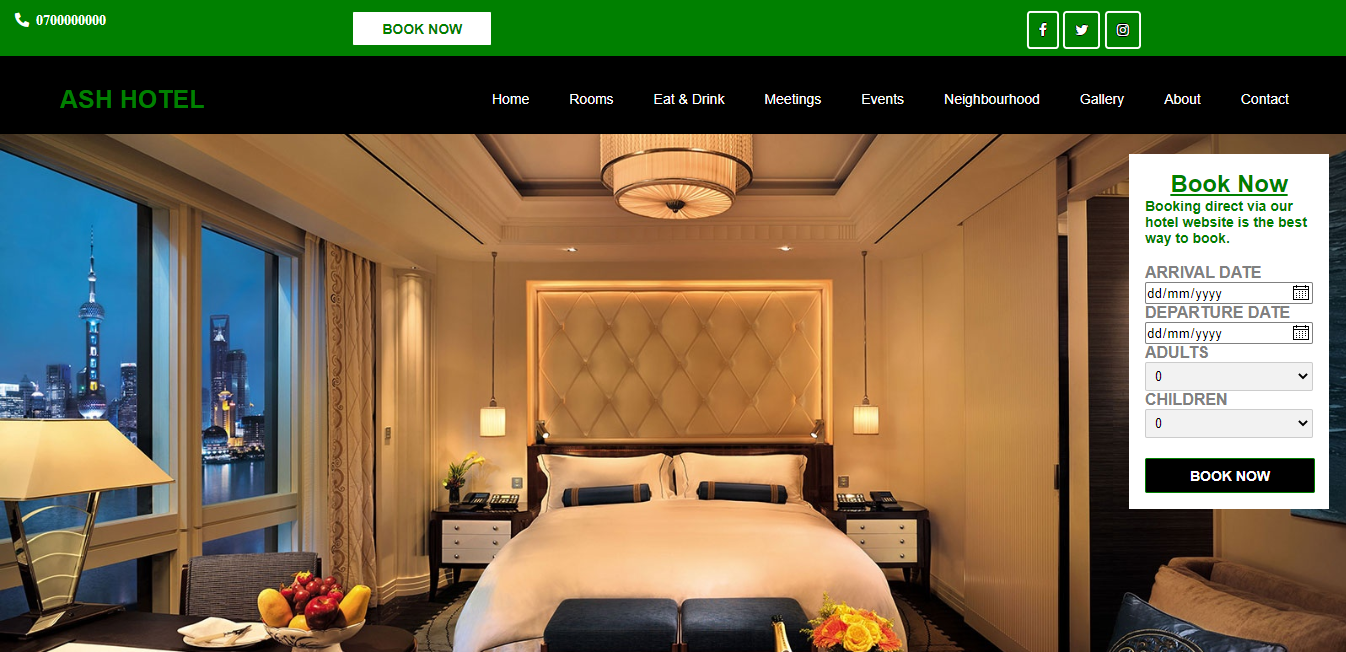 0700000000
BOOK NOW
ASH HOTEL
Home
Rooms
Eat & Drink
Meetings
Events
Neighbourhood
Gallery
About
Contact
Book Now
Booking direct via our
hotel website is the best
way to book.
ARRIVAL DATE
dd/mm/yyyy
DEPARTURE DATE
dd/mm/yyyy
ADULTS
0
CHILDREN
0
BOOK NOW